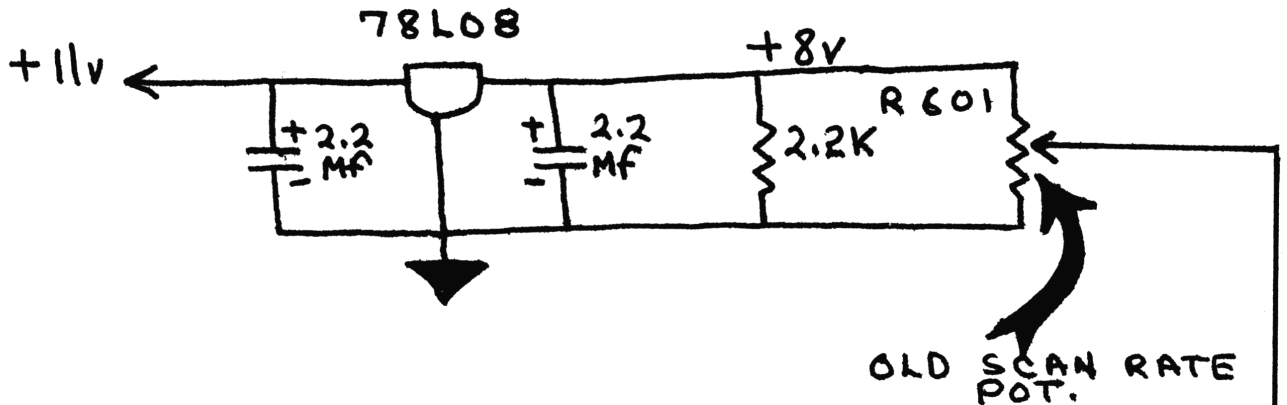 78L08
+11v
+8v
R601
+ 2.2
Mf
-
+ 2.2
Mf
-
2.2K
OLD SCAN RATE
POT.